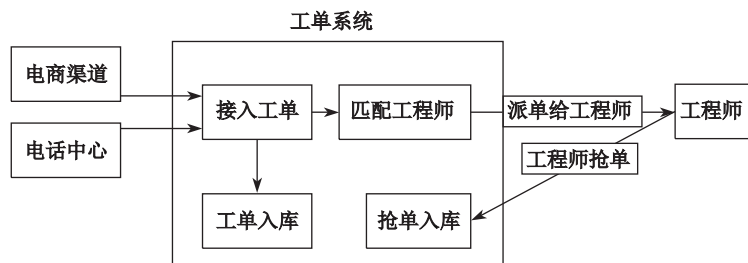 工单系统
电商渠道
接入工单
匹配工程师
派单给工程师
工程师
电话中心
工程师抢单
工单入库
抢单入库